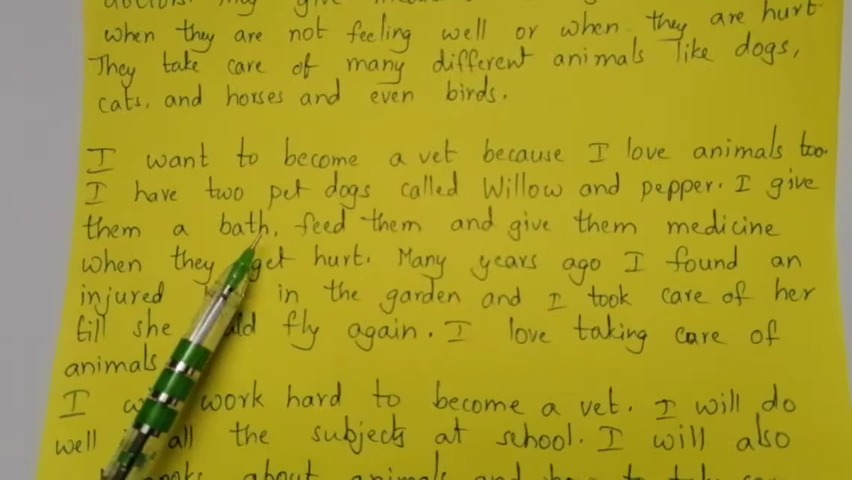 when they are not feeling well or when they are hurt
They take care of many different animals like dogs,
cats, and horses and even birds.
I want to become a vet because I love animals too.
I have two pet dogs called Willow and pepper. I give
them a bath, feed them and give them medicine
when they get hurt. Many years ago I found an
injured in the garden and I took care of her
till she fly again. I love taking care of
animals
I work hard to become a vet. I will do
well all the subjects at school. I will also
about animals and